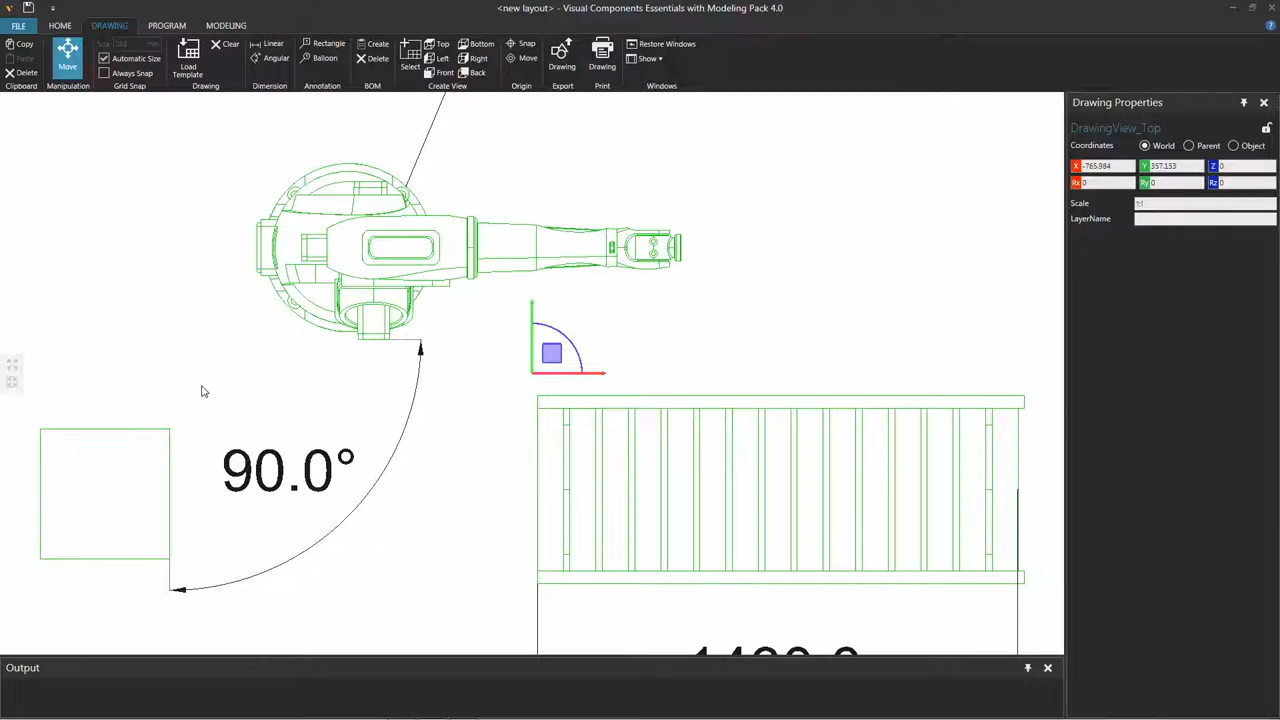 <new layout> - Visual Components Essentials with Modeling Pack 4.0
FILE HOME DRAWING PROGRAM MODELING
Copy
Paste
Delete
Clipboard
Move
Manipulation
Size
Automatic Size
Always Snap
Grid Snap
Load Template
Clear
Drawing
Linear
Angular
Dimension
Rectangle
Balloon
Annotation
Create
Delete
BOM
Select
Top
Left
Front
Bottom
Right
Back
Create View
Snap
Move
Origin
Drawing
Export
Drawing
Print
Restore Windows
Show
Windows
Drawing Properties
DrawingView_Top
Coordinates World Parent Object
X -765.984 Y 357.153 Z 0
Rx 0 Ry 0 Rz 0
Scale 1:1
LayerName
90.0°
Output